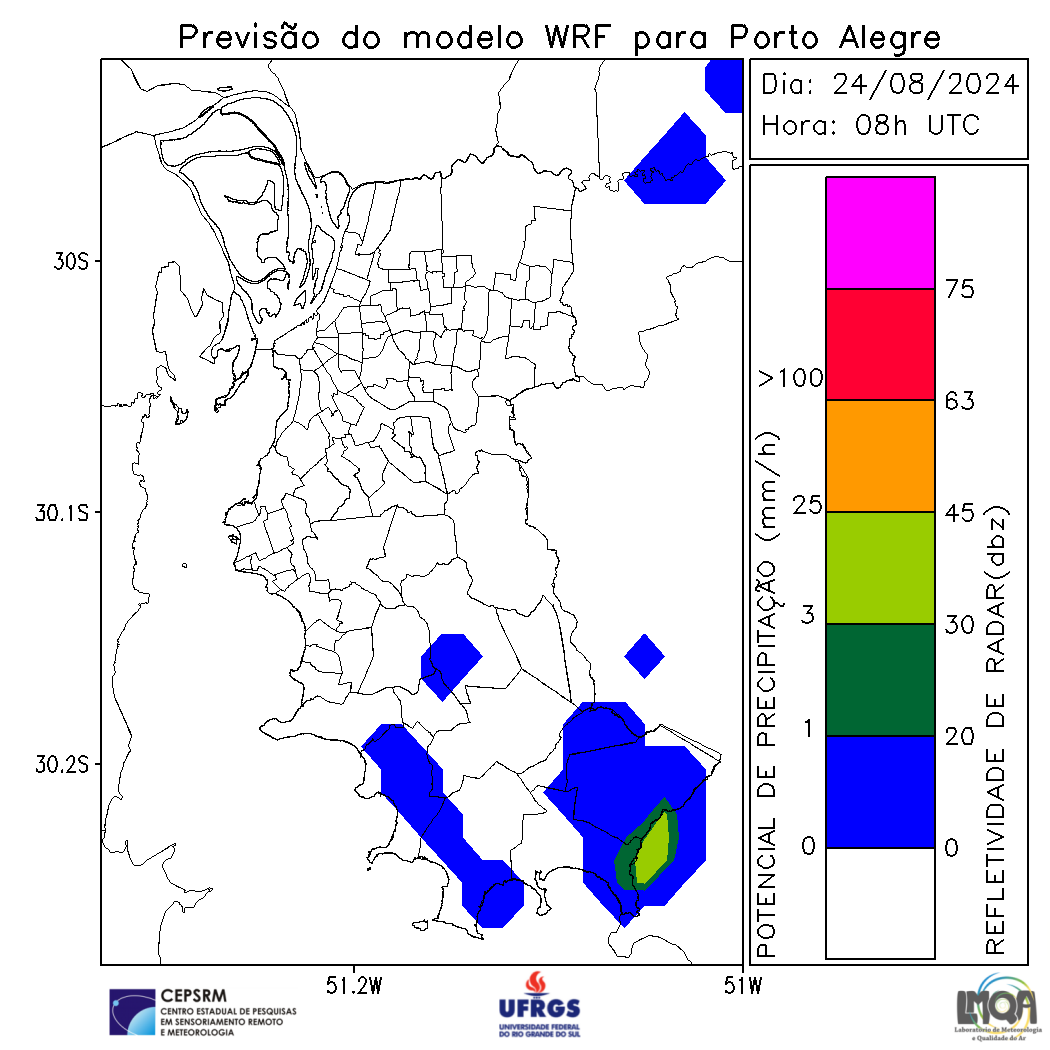 Previsão do modelo WRF para Porto Alegre
Dia: 24/08/2024
Hora: 08h UTC
30S
30.1S
30.2S
51.2W
51W
POTENCIAL DE PRECIPITAÇÃO (mm/h)
>100
25
3
1
0
75
63
45
30
20
0
REFLETIVIDADE DE RADAR(dbz)
CEPSRM
CENTRO ESTADUAL DE PESQUISAS
EM SENSORIAMENTO REMOTO
E METEOROLOGIA
UFRGS
UNIVERSIDADE FEDERAL
DO RIO GRANDE DO SUL
LMQA
Laboratório de Meteorologia
e Qualidade do Ar